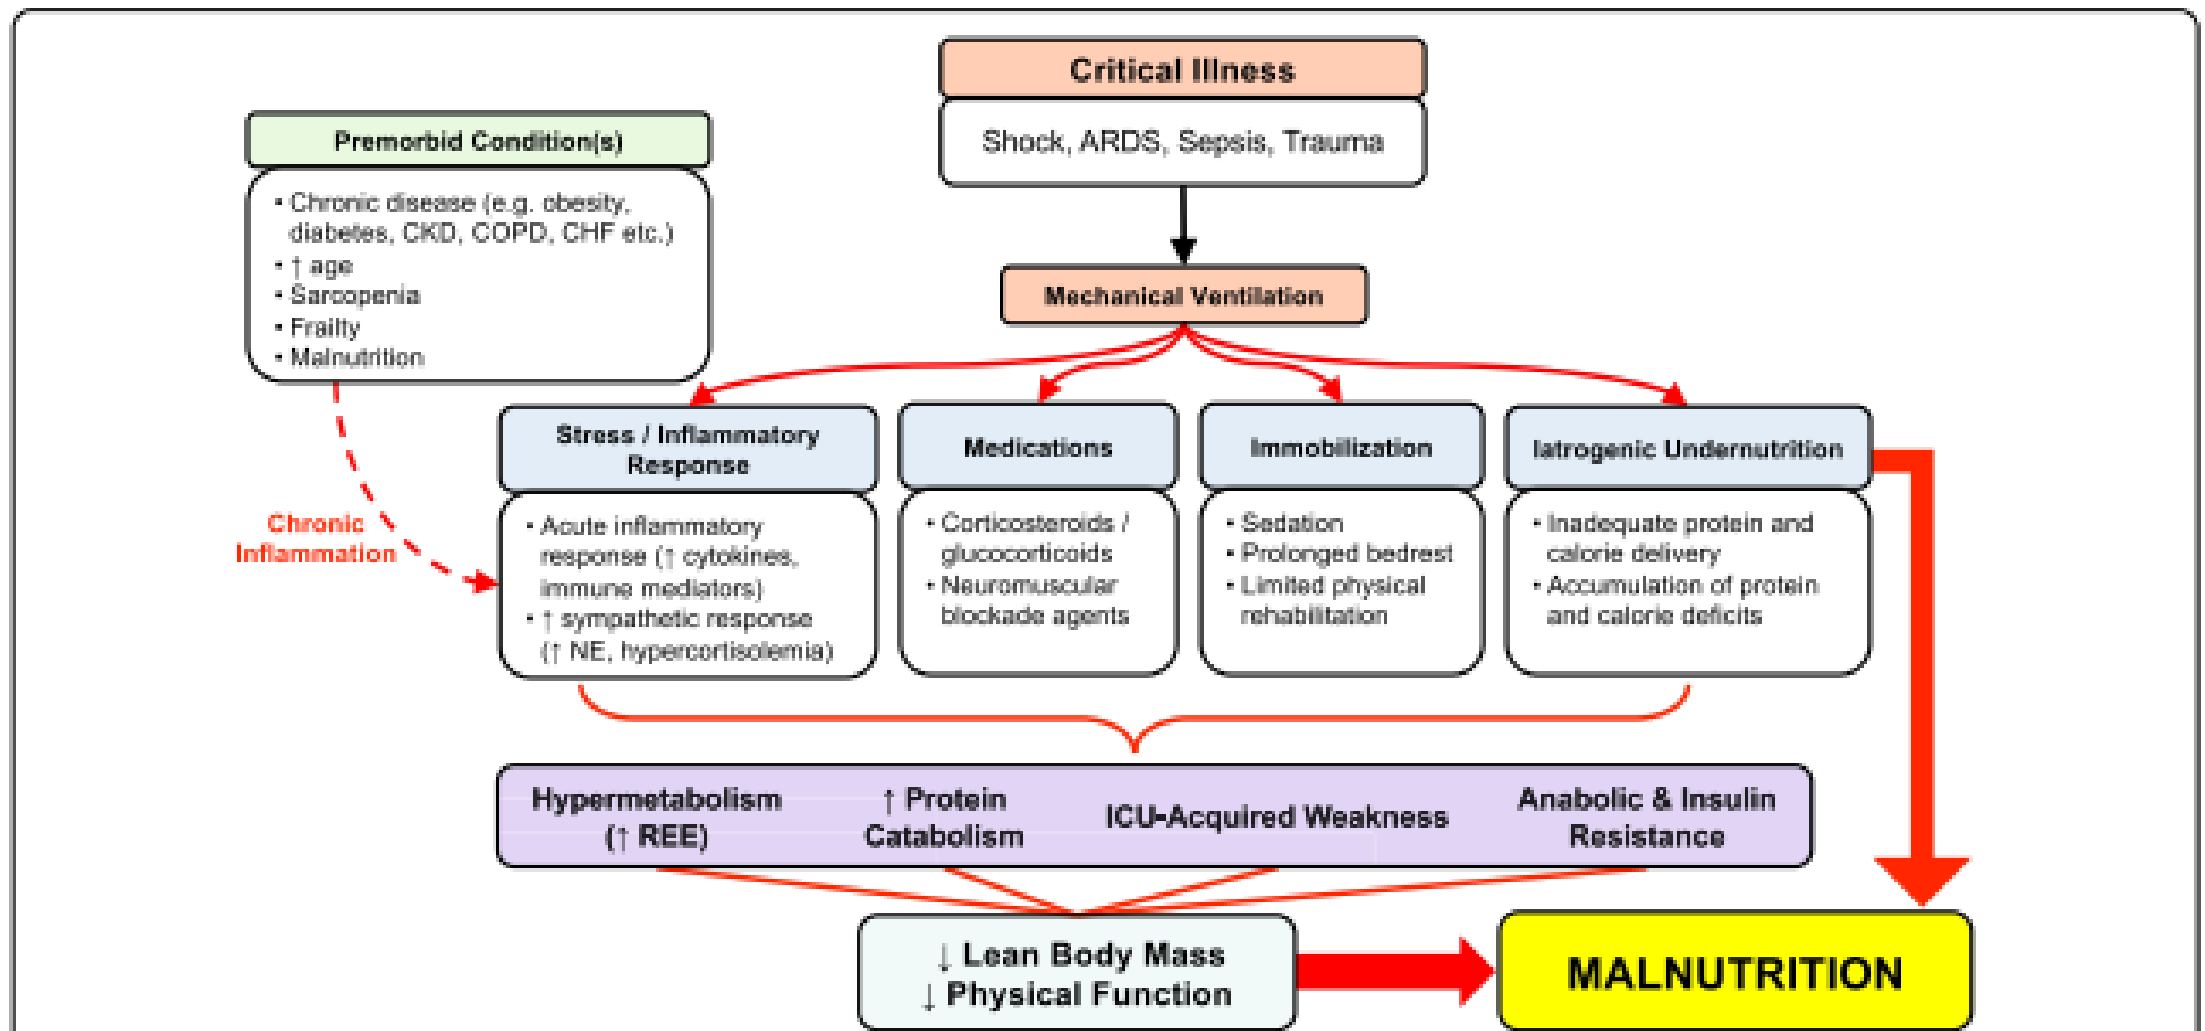 Critical Illness
Shock, ARDS, Sepsis, Trauma
Premorbid Condition(s)
• Chronic disease (e.g. obesity,
diabetes, CKD, COPD, CHF etc.)
• ↑ age
• Sarcopenia
• Frailty
• Malnutrition
Mechanical Ventilation
Chronic
Inflammation
Stress / Inflammatory
Response
• Acute inflammatory
response (↑ cytokines,
immune mediators)
• ↑ sympathetic response
(↑ NE, hypercortisolemia)
Medications
• Corticosteroids /
glucocorticoids
• Neuromuscular
blockade agents
Immobilization
• Sedation
• Prolonged bedrest
• Limited physical
rehabilitation
Iatrogenic Undernutrition
• Inadequate protein and
calorie delivery
• Accumulation of protein
and calorie deficits
Hypermetabolism
(↑ REE)
↑ Protein
Catabolism
ICU-Acquired Weakness
Anabolic & Insulin
Resistance
↓ Lean Body Mass
↓ Physical Function
MALNUTRITION